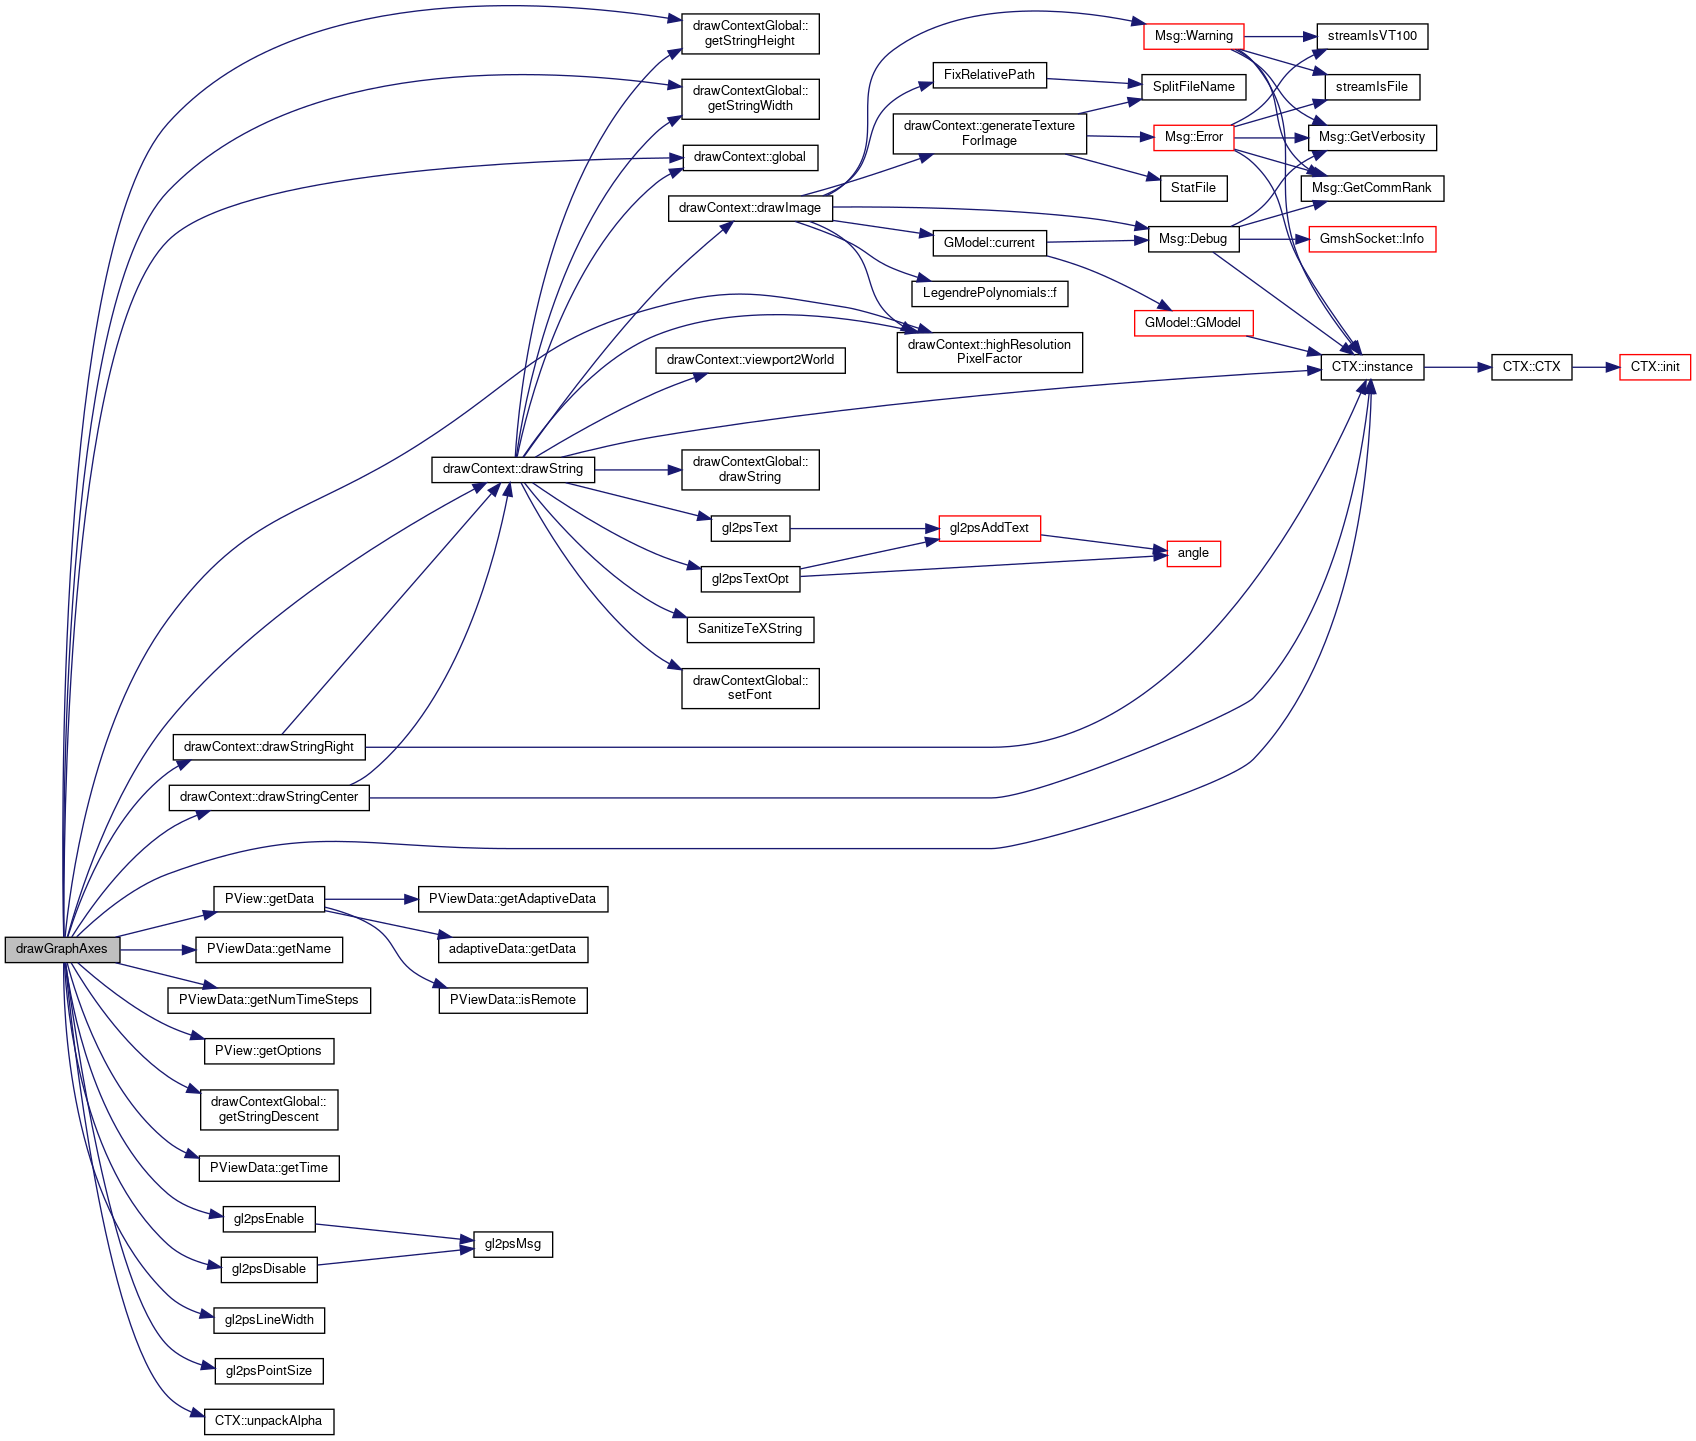 drawContextGlobal::
getStringHeight
Msg::Warning
streamIsVT100
FixRelativePath
SplitFileName
streamIsFile
drawContextGlobal::
getStringWidth
drawContext::generateTexture
ForImage
Msg::Error
Msg::GetVerbosity
drawContext::global
StatFile
Msg::GetCommRank
drawContext::drawImage
GModel::current
Msg::Debug
GmshSocket::Info
LegendrePolynomials::f
GModel::GModel
drawContext::highResolution
PixelFactor
drawContext::viewport2World
CTX::instance
CTX::CTX
CTX::init
drawContext::drawString
drawContextGlobal::
drawString
gl2psText
gl2psAddText
angle
gl2psTextOpt
SanitizeTeXString
drawContextGlobal::
setFont
drawContext::drawStringRight
drawContext::drawStringCenter
PView::getData
PViewData::getAdaptiveData
drawGraphAxes
PViewData::getName
adaptiveData::getData
PViewData::getNumTimeSteps
PViewData::isRemote
PView::getOptions
drawContextGlobal::
getStringDescent
PViewData::getTime
gl2psEnable
gl2psMsg
gl2psDisable
gl2psLineWidth
gl2psPointSize
CTX::unpackAlpha